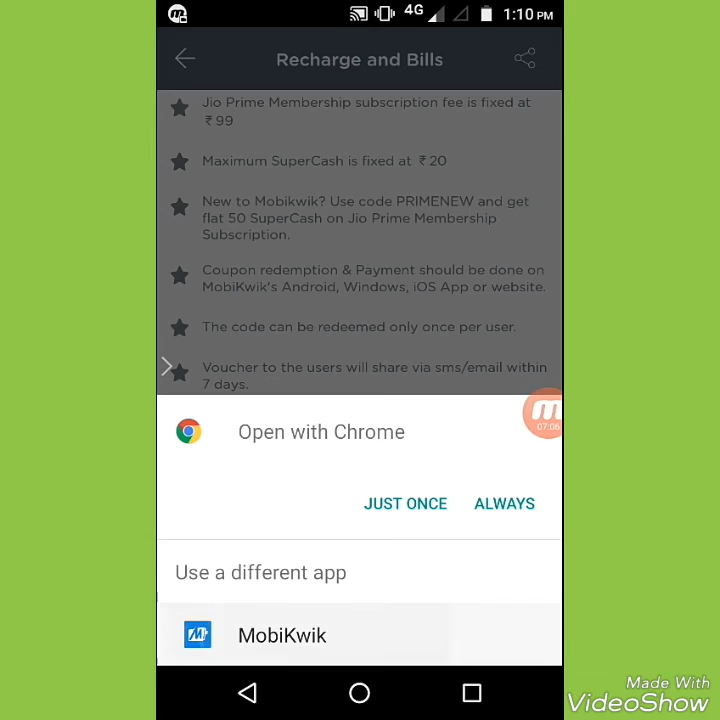 4G 1:10 PM
Recharge and Bills
Jio Prime Membership subscription fee is fixed at
₹ 99
Maximum SuperCash is fixed at ₹ 20
New to Mobikwik? Use code PRIMENEW and get
flat 50 SuperCash on Jio Prime Membership
Subscription.
Coupon redemption & Payment should be done on
MobiKwik's Android, Windows, iOS App or website.
The code can be redeemed only once per user.
Voucher to the users will share via sms/email within
7 days.
Open with Chrome
07:06
JUST ONCE ALWAYS
Use a different app
MobiKwik
Made With
VideoShow